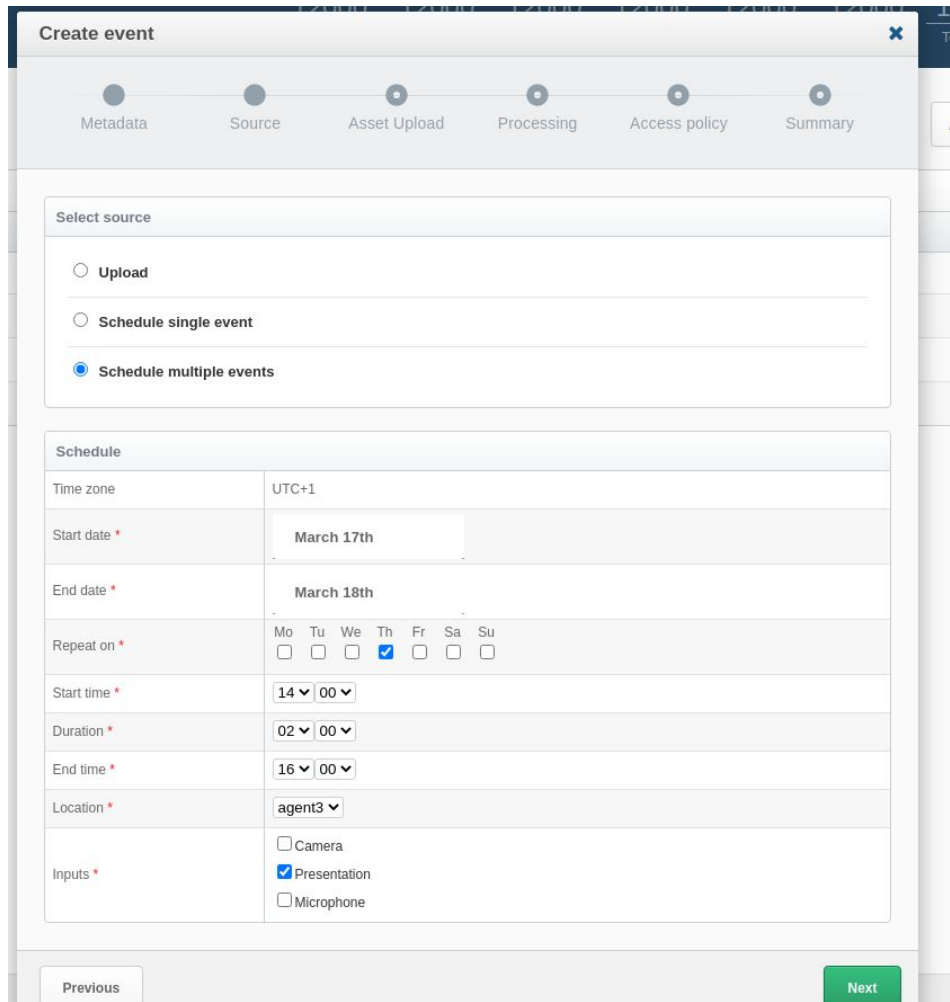 Create event
Metadata Source Asset Upload Processing Access policy Summary
Select source
Upload
Schedule single event
Schedule multiple events
Schedule
Time zone UTC+1
Start date * March 17th
End date * March 18th
Mo Tu We Th Fr Sa Su
Repeat on *
Start time * 14 00
Duration * 02 00
End time * 16 00
Location * agent3
Camera
Inputs * Presentation
Microphone
Previous Next